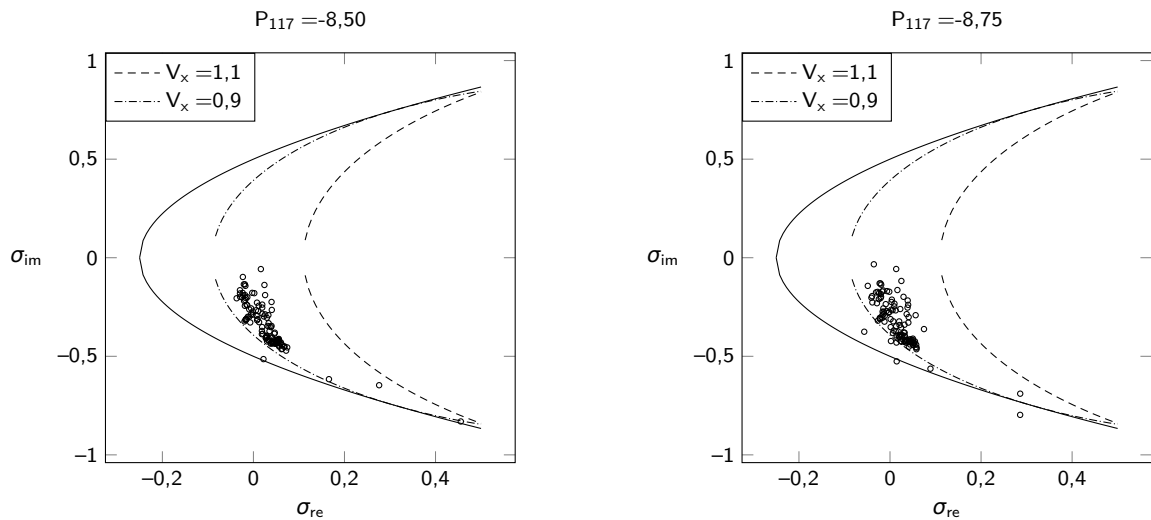 P117 =-8,50
1
Vx =1,1
Vx =0,9
0,5
σim
0
−0,5
−1
−0,2 0 0,2 0,4
σre
P117 =-8,75
1
Vx =1,1
Vx =0,9
0,5
σim
0
−0,5
−1
−0,2 0 0,2 0,4
σre